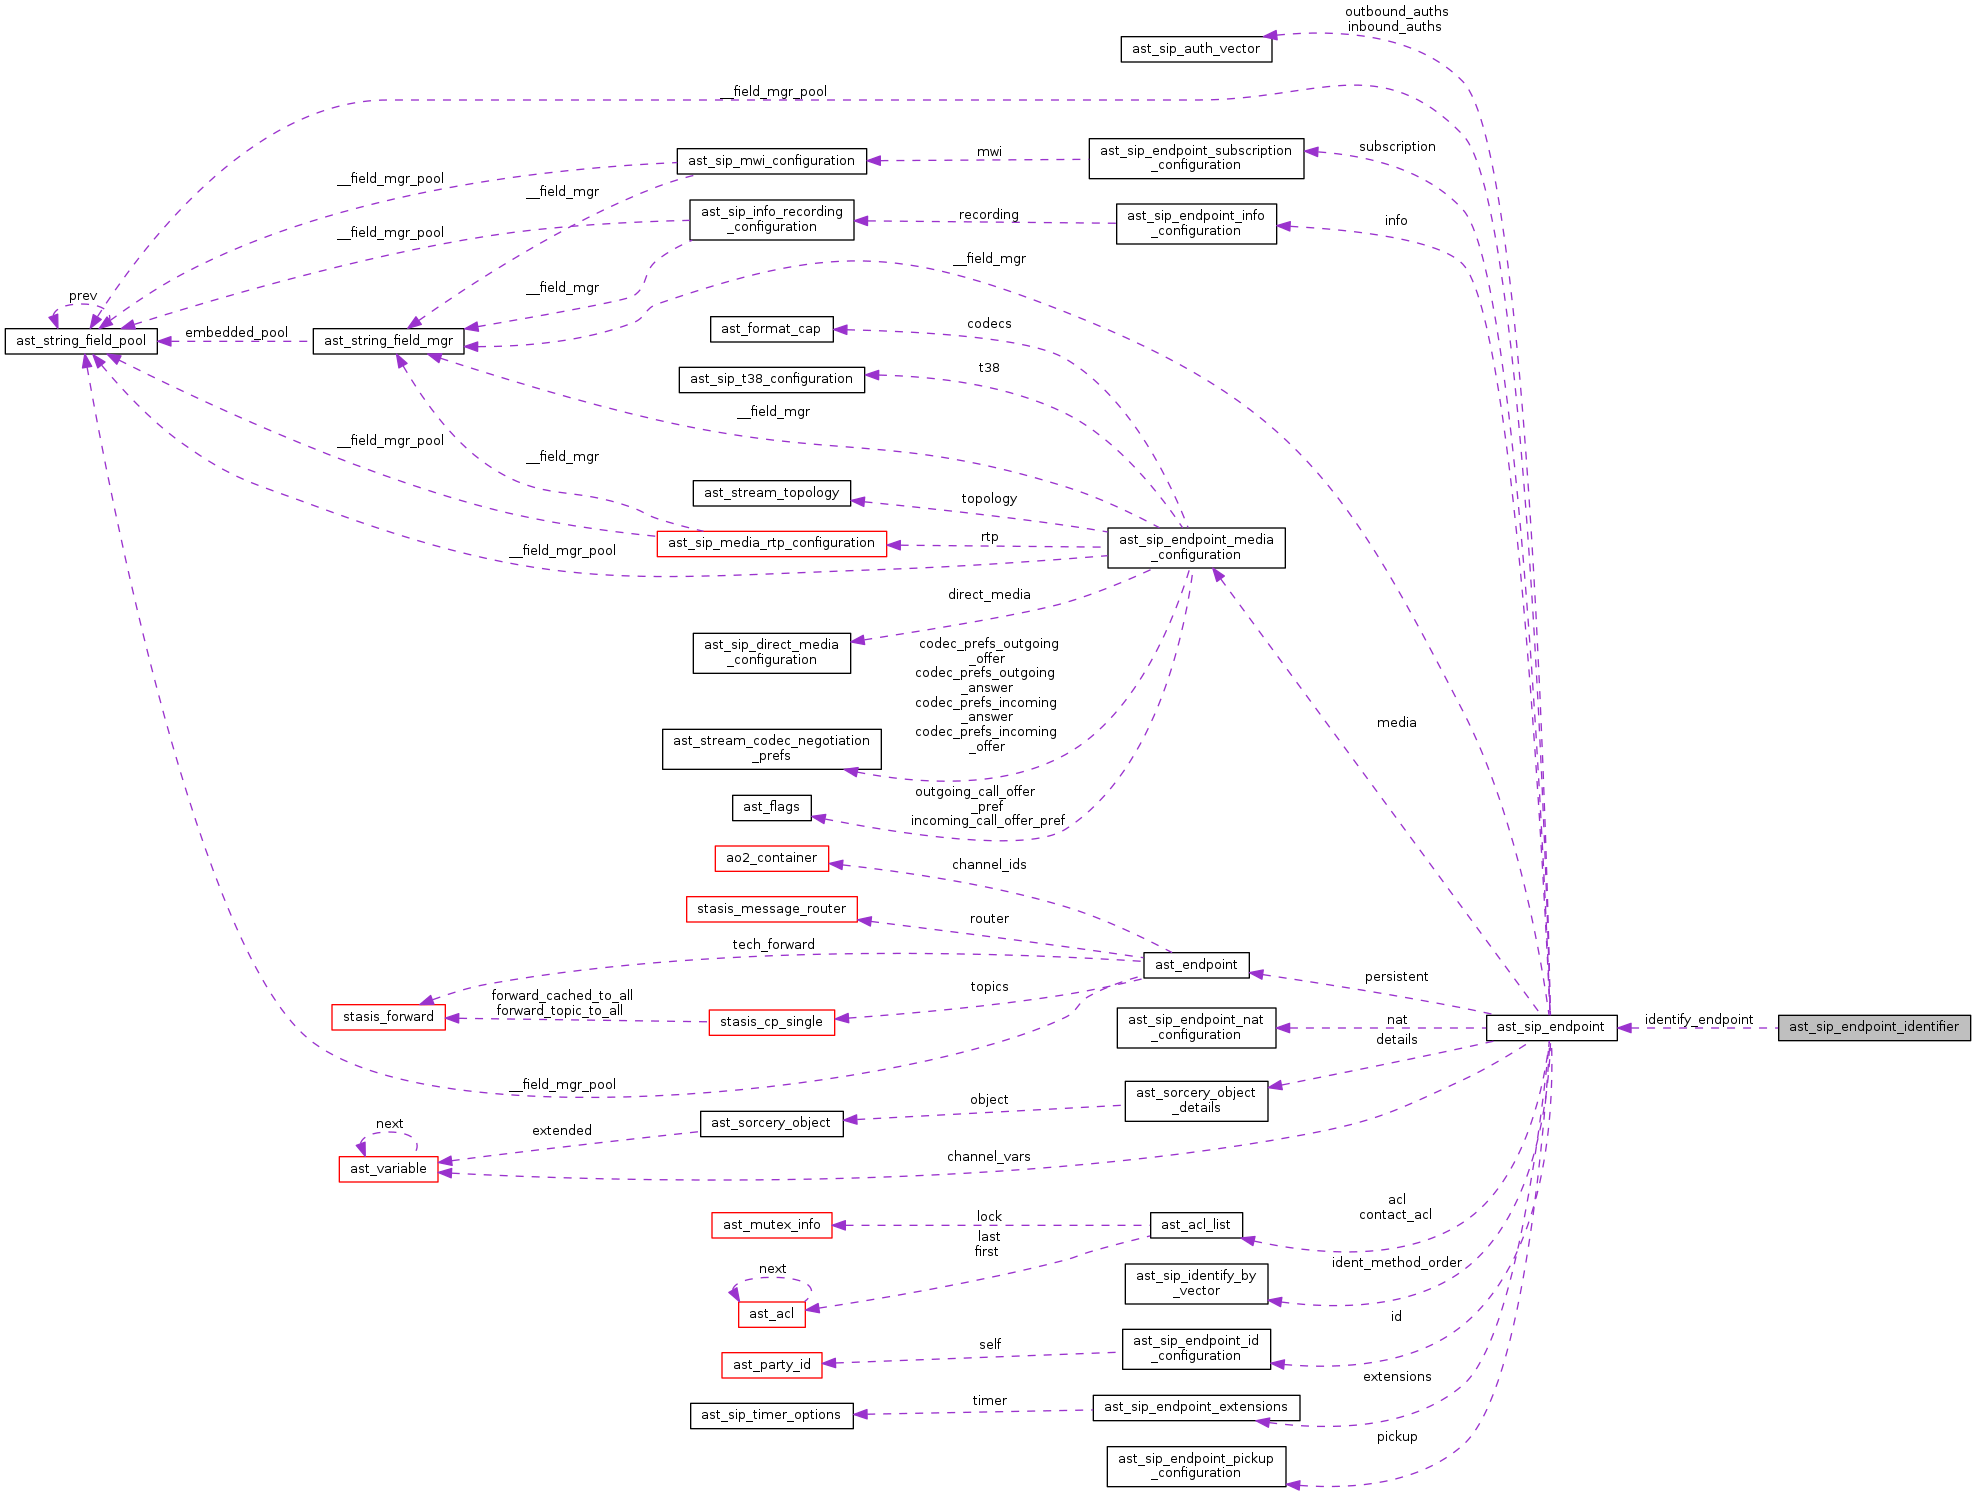 outbound_auths
inbound_auths
ast_sip_auth_vector
__field_mgr_pool
ast_sip_endpoint_subscription
_configuration
subscription
mwi
ast_sip_mwi_configuration
__field_mgr_pool
__field_mgr
ast_sip_info_recording
_configuration
recording
ast_sip_endpoint_info
_configuration
info
__field_mgr_pool
__field_mgr
__field_mgr
prev
ast_string_field_pool
embedded_pool
ast_string_field_mgr
ast_format_cap
codecs
ast_sip_t38_configuration
t38
__field_mgr
__field_mgr_pool
__field_mgr
ast_stream_topology
topology
ast_sip_media_rtp_configuration
rtp
ast_sip_endpoint_media
_configuration
__field_mgr_pool
direct_media
ast_sip_direct_media
_configuration
codec_prefs_outgoing
_offer
codec_prefs_outgoing
_answer
codec_prefs_incoming
_answer
codec_prefs_incoming
_offer
media
ast_stream_codec_negotiation
_prefs
ast_flags
outgoing_call_offer
_pref
incoming_call_offer_pref
ao2_container
channel_ids
stasis_message_router
router
tech_forward
ast_endpoint
persistent
topics
forward_cached_to_all
forward_topic_to_all
stasis_forward
stasis_cp_single
ast_sip_endpoint_nat
_configuration
nat
details
ast_sip_endpoint
identify_endpoint
ast_sip_endpoint_identifier
__field_mgr_pool
ast_sorcery_object
_details
object
ast_sorcery_object
extended
next
ast_variable
channel_vars
acl
contact_acl
ast_mutex_info
lock
last
first
ast_acl_list
next
ast_acl
ast_sip_identify_by
_vector
ident_method_order
id
ast_party_id
self
ast_sip_endpoint_id
_configuration
extensions
ast_sip_timer_options
timer
ast_sip_endpoint_extensions
pickup
ast_sip_endpoint_pickup
_configuration